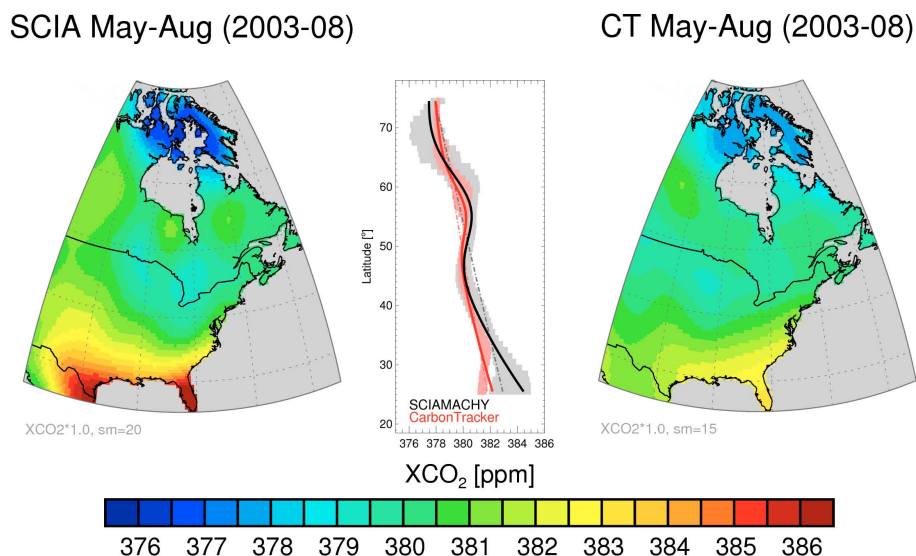 SCIA May-Aug (2003-08)
CT May-Aug (2003-08)
70
60
50
40
30
20
Latitude [°]
SCIAMACHY
CarbonTracker
376 378 380 382 384 386
XCO2*1.0, sm=20
XCO2*1.0, sm=15
XCO₂ [ppm]
376 377 378 379 380 381 382 383 384 385 386